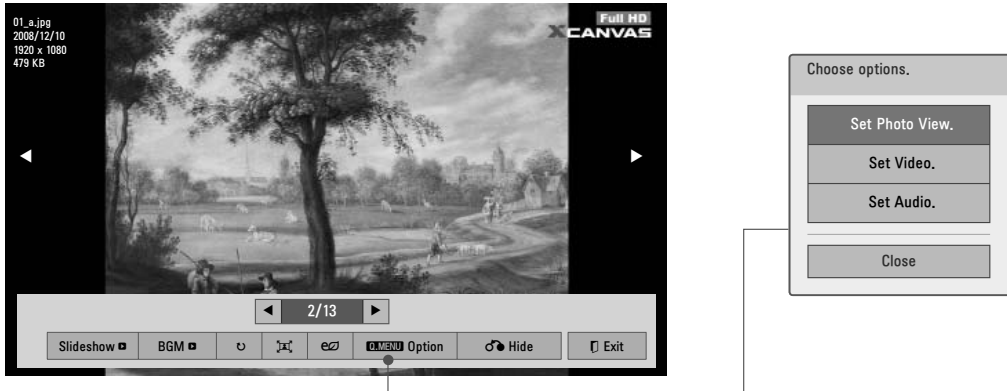 01_a.jpg
2008/12/10
1920 x 1080
479 KB
Full HD
XCANVAS
2/13
Slideshow
BGM
Q.MENU Option
Hide
Exit
Choose options.
Set Photo View.
Set Video.
Set Audio.
Close